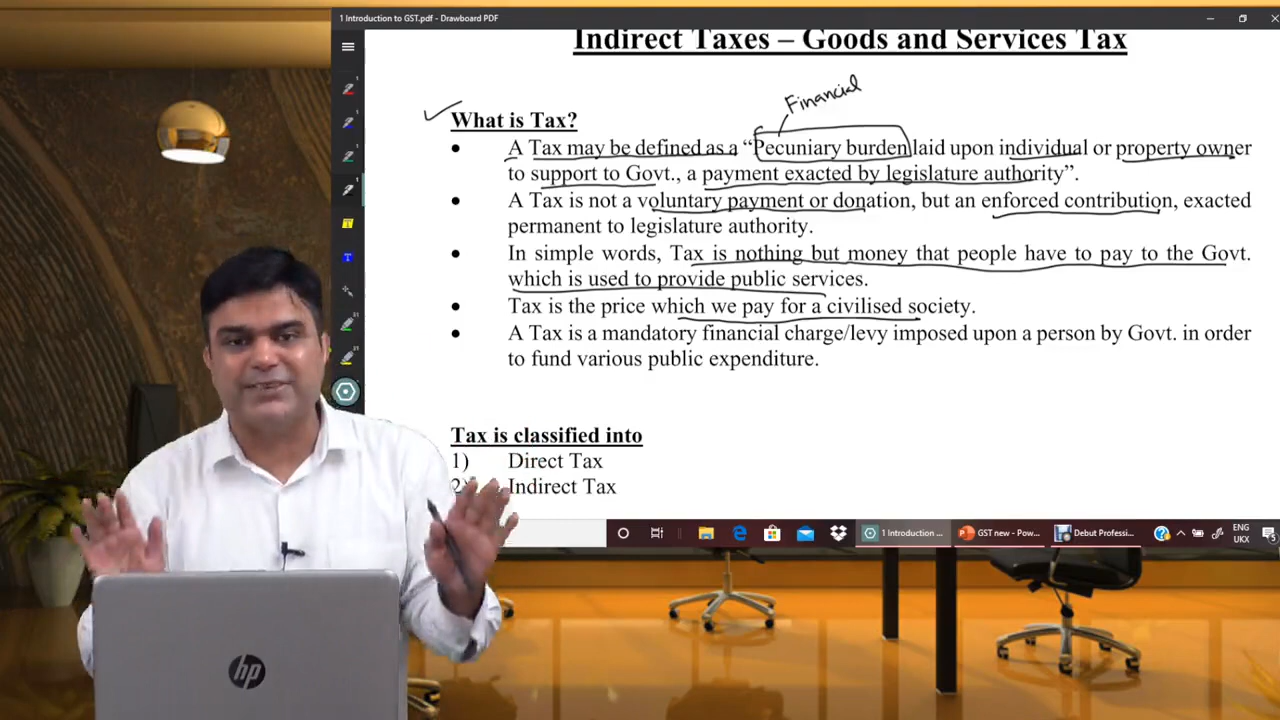 1 Introduction to GST.pdf - Drawboard PDF
Indirect Taxes – Goods and Services Tax
Financial
What is Tax?
• A Tax may be defined as a “Pecuniary burden laid upon individual or property owner
to support to Govt., a payment exacted by legislature authority”.
• A Tax is not a voluntary payment or donation, but an enforced contribution, exacted
permanent to legislature authority.
• In simple words, Tax is nothing but money that people have to pay to the Govt.
which is used to provide public services.
• Tax is the price which we pay for a civilised society.
• A Tax is a mandatory financial charge/levy imposed upon a person by Govt. in order
to fund various public expenditure.
Tax is classified into
1) Direct Tax
2) Indirect Tax
1 Introduction ...
GST new - Pow...
Debut Professi...
ENG
UKX
hp